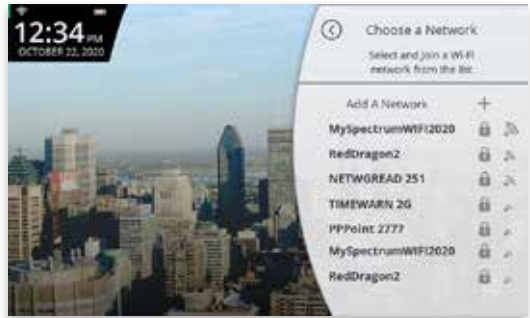 12:34 PM
OCTOBER 22, 2020
Choose a Network
Select and join a Wi-Fi
network from the list
Add A Network +
MySpectrumWIFI2020
RedDragon2
NETWGREAD 251
TIMEWARN 2G
PPPoint 2777
MySpectrumWIFI2020
RedDragon2